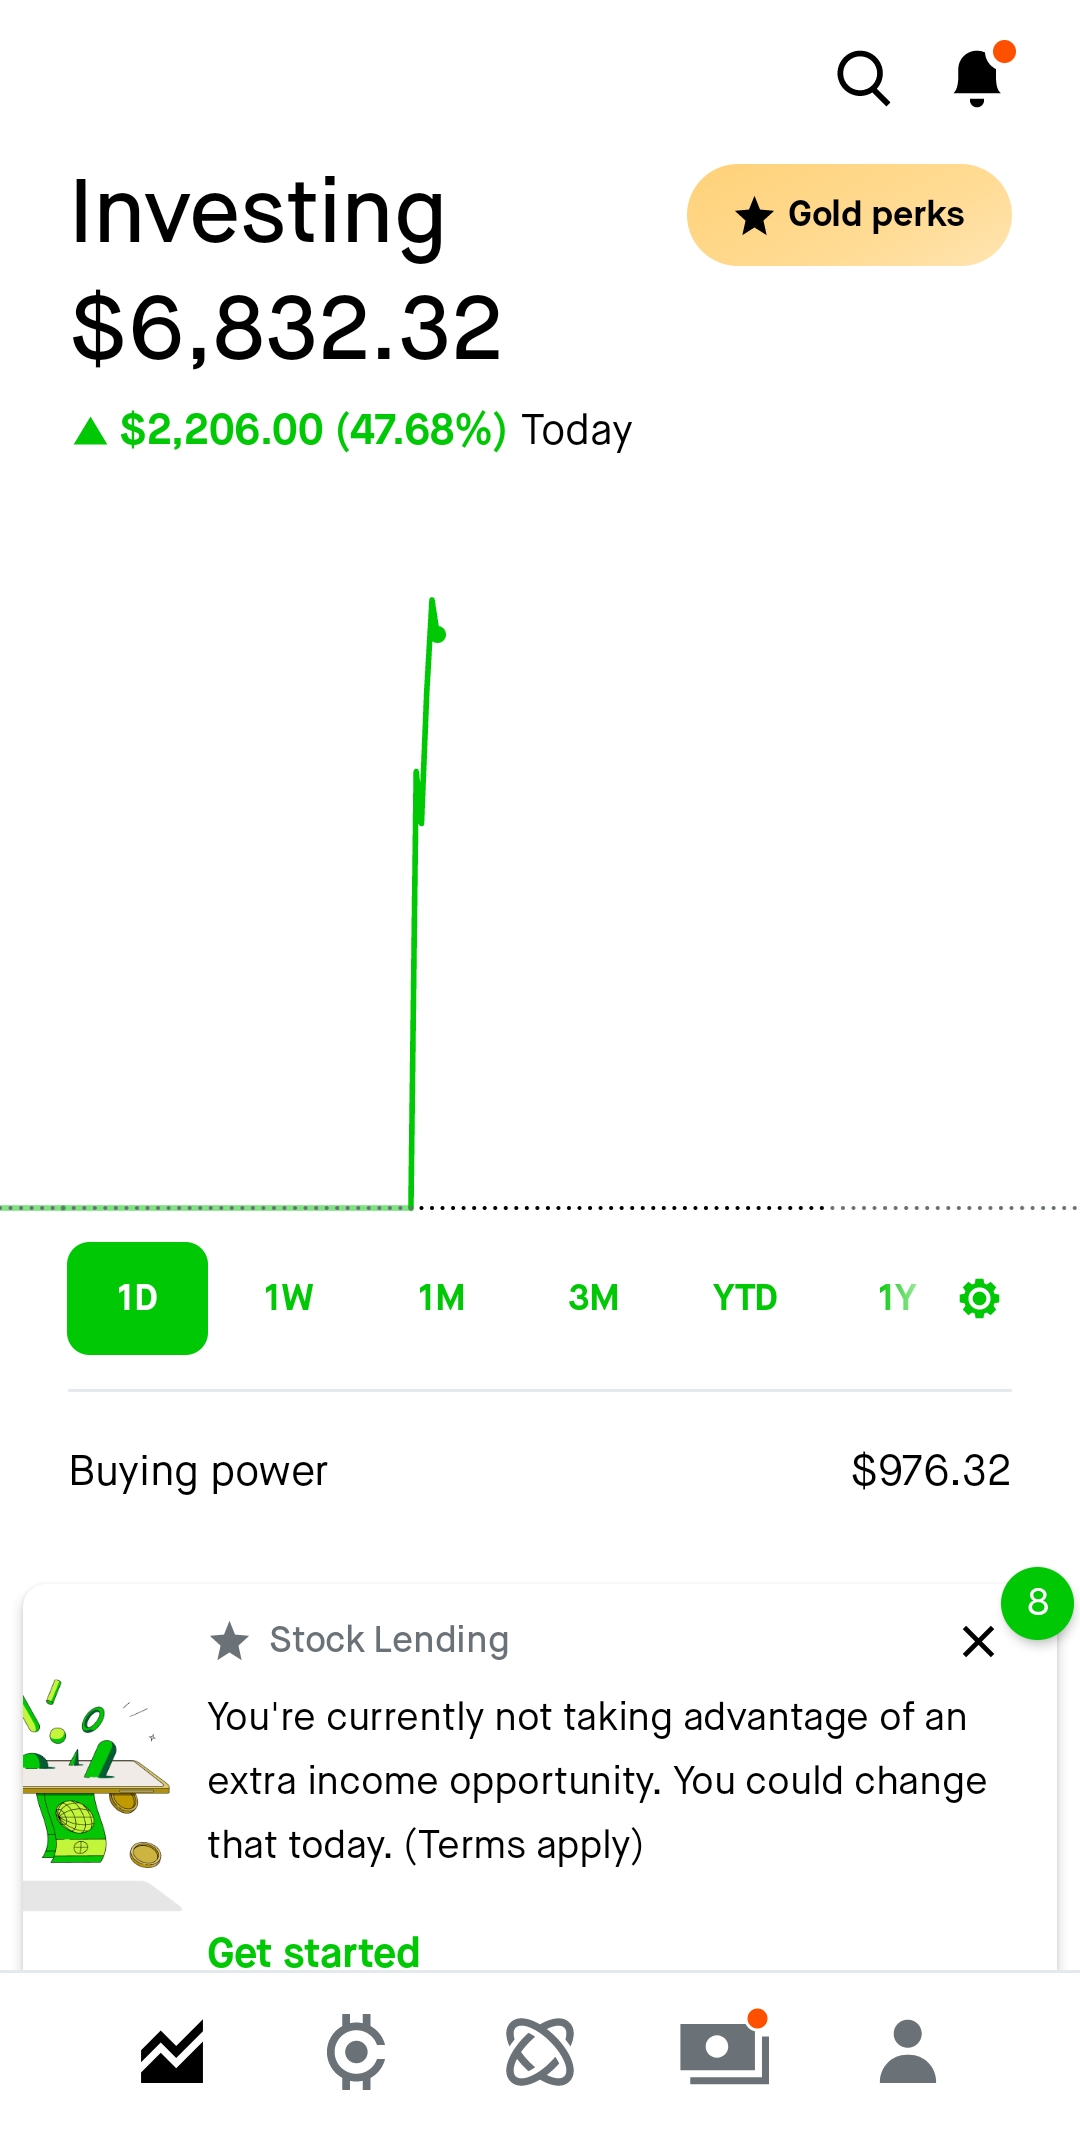 Investing
Gold perks
$6,832.32
$2,206.00 (47.68%) Today
1D 1W 1M 3M YTD 1Y
Buying power $976.32
8
Stock Lending
You're currently not taking advantage of an
extra income opportunity. You could change
that today. (Terms apply)
Get started